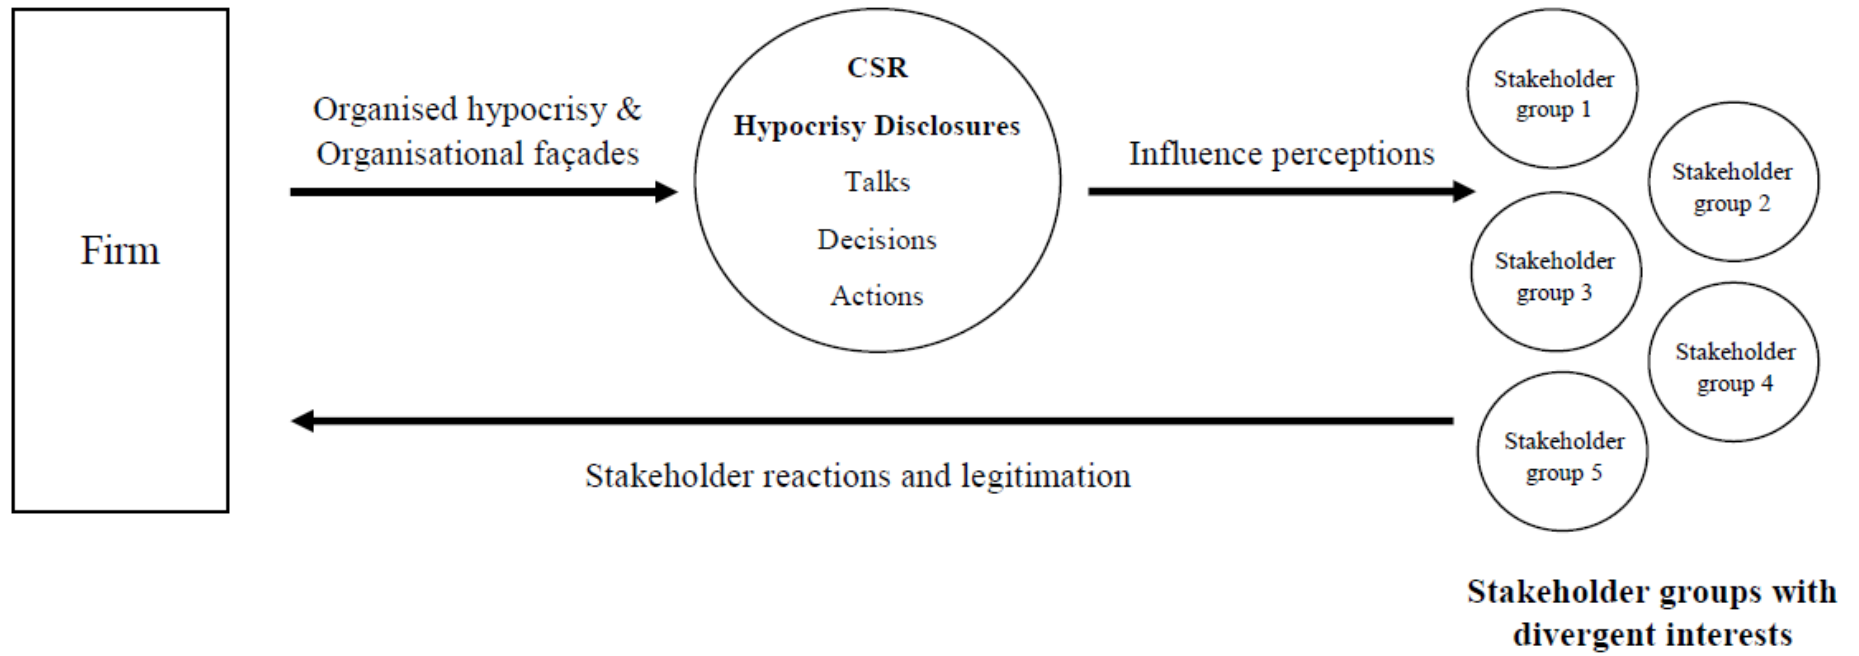 Firm
Organised hypocrisy &
Organisational façades
CSR
Hypocrisy Disclosures
Talks
Decisions
Actions
Influence perceptions
Stakeholder
group 1
Stakeholder
group 2
Stakeholder
group 3
Stakeholder
group 4
Stakeholder
group 5
Stakeholder reactions and legitimation
Stakeholder groups with
divergent interests